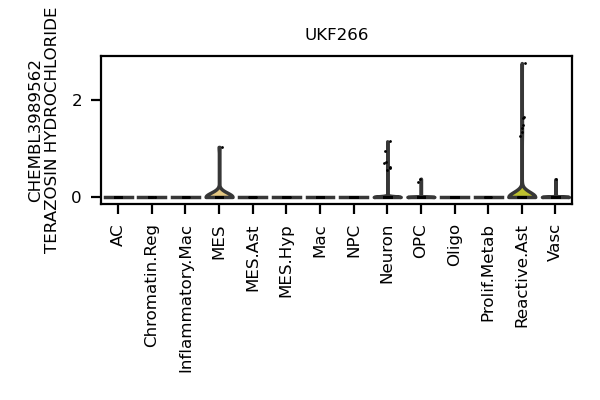 UKF266
CHEMBL3989562
TERAZOSIN HYDROCHLORIDE
2
0
AC
Chromatin.Reg
Inflammatory.Mac
MES
MES.Ast
MES.Hyp
Mac
NPC
Neuron
OPC
Oligo
Prolif.Metab
Reactive.Ast
Vasc